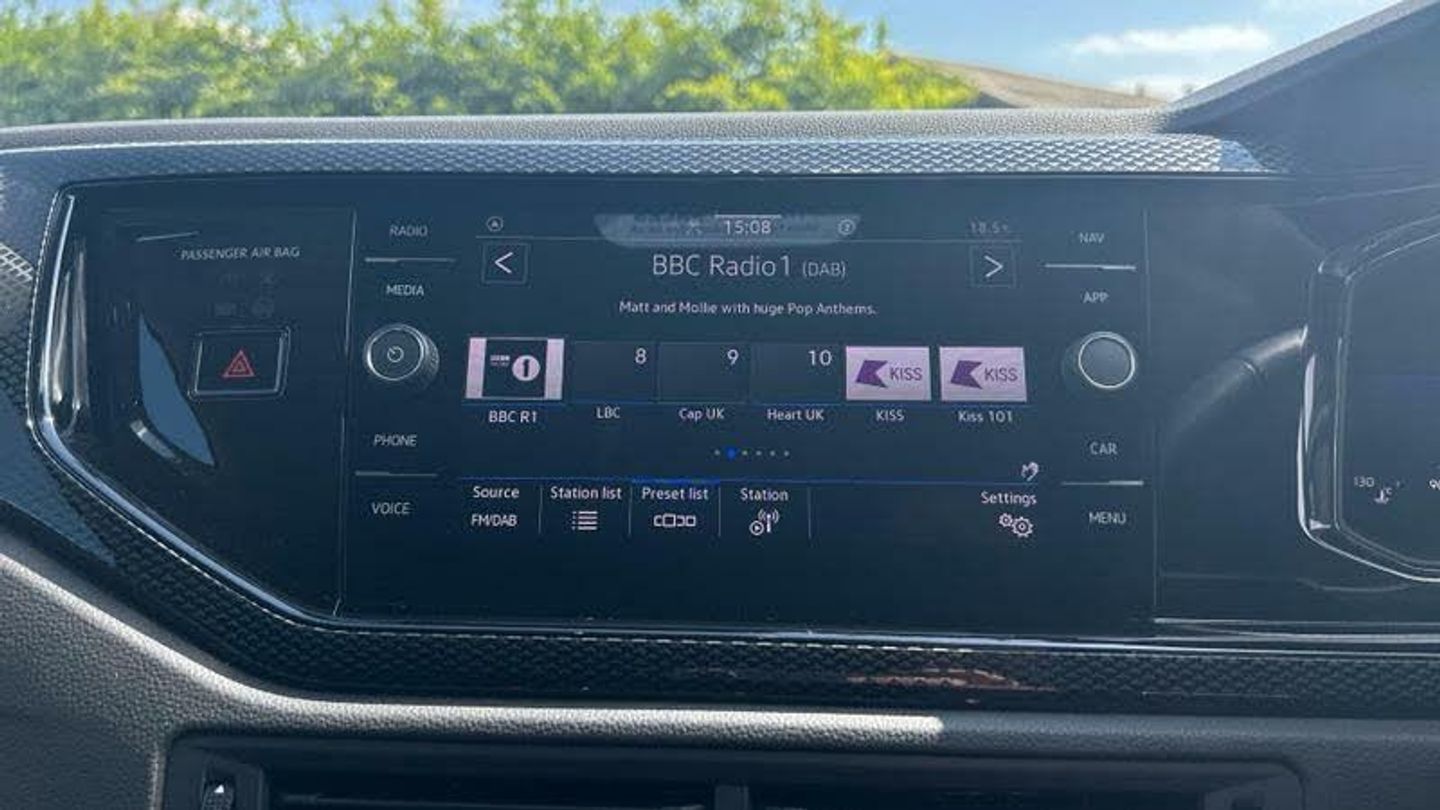 PASSENGER AIR BAG
RADIO
MEDIA
PHONE
VOICE
15:08
18.5°
BBC Radio 1 (DAB)
Matt and Mollie with huge Pop Anthems.
1
8
9
10
KISS
KISS
BBC R1
LBC
Cap UK
Heart UK
KISS
Kiss 101
Source
FM/DAB
Station list
Preset list
Station
Settings
NAV
APP
CAR
MENU
130